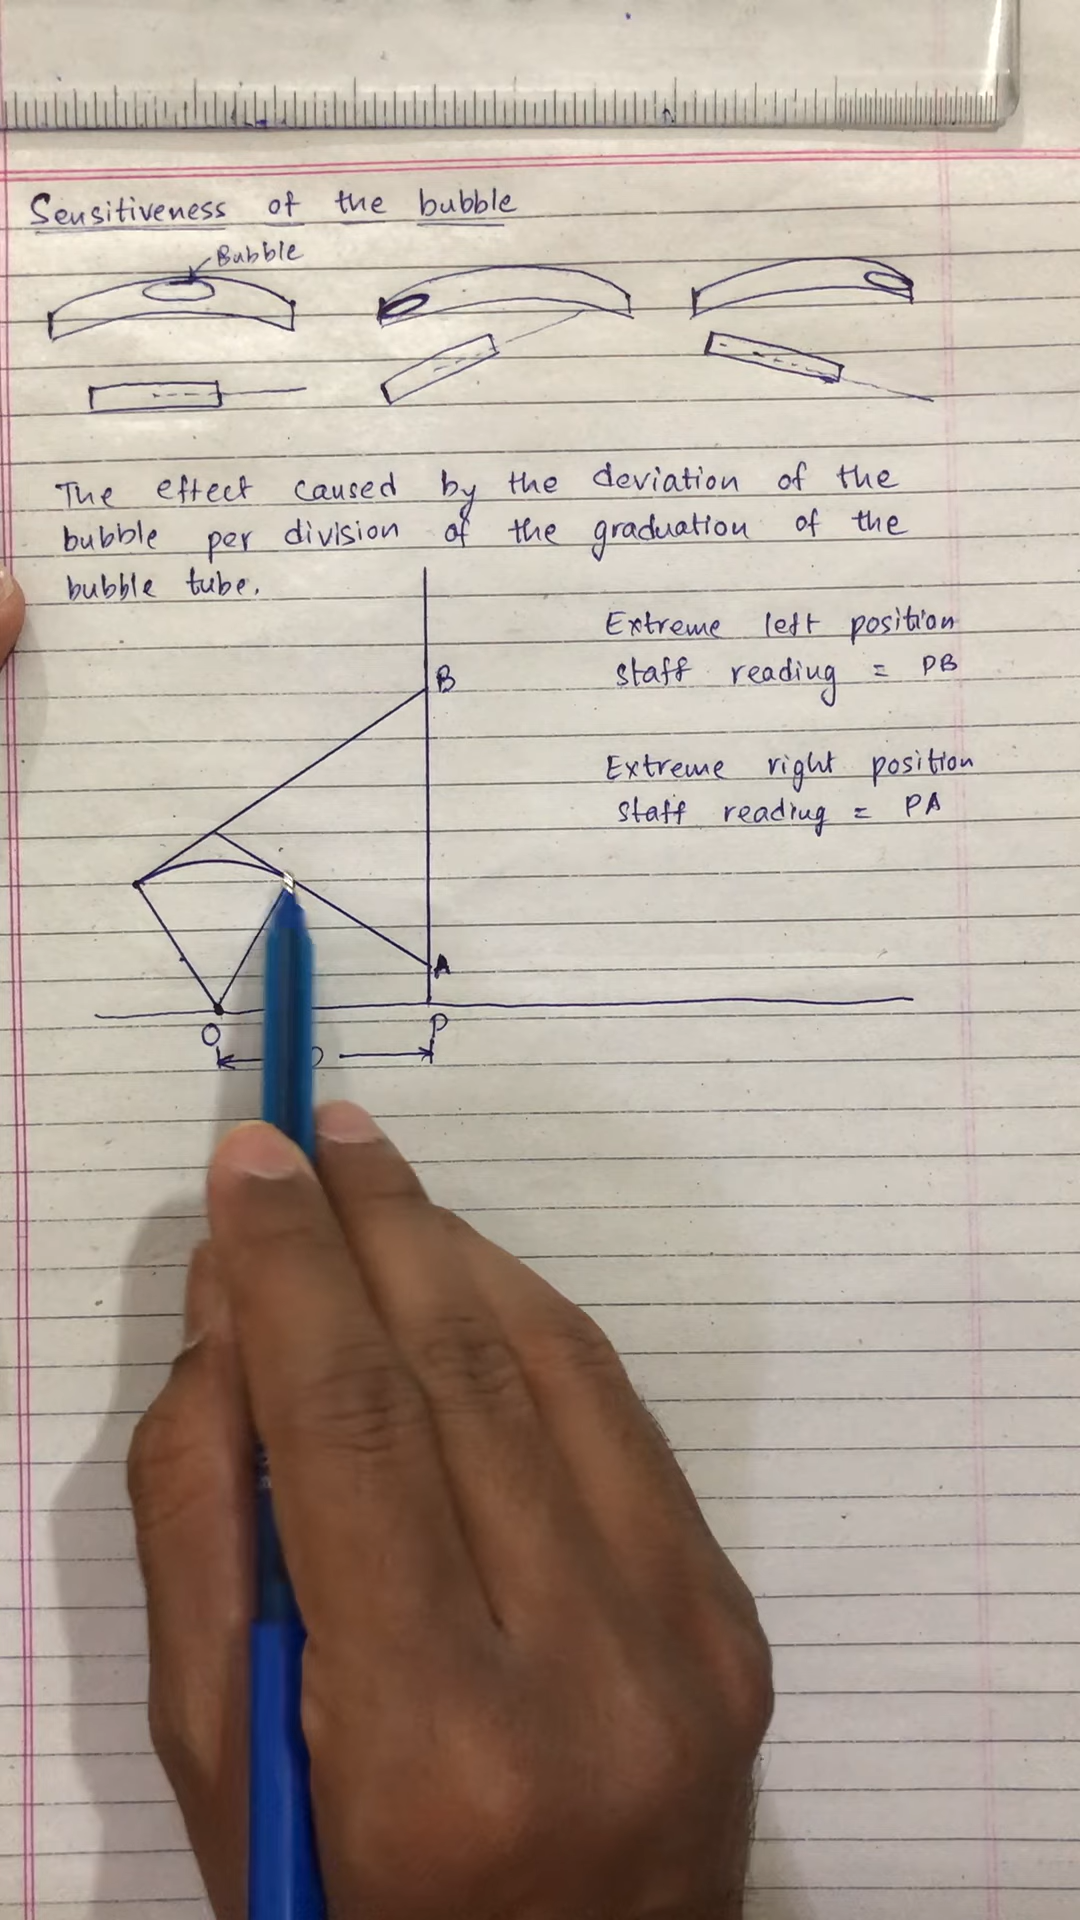 Sensitiveness of the bubble
Bubble
The effect caused by the deviation of the
bubble per division of the graduation of the
bubble tube.
Extreme left position
staff reading = PB
B
Extreme right position
staff reading = PA
A
O
P